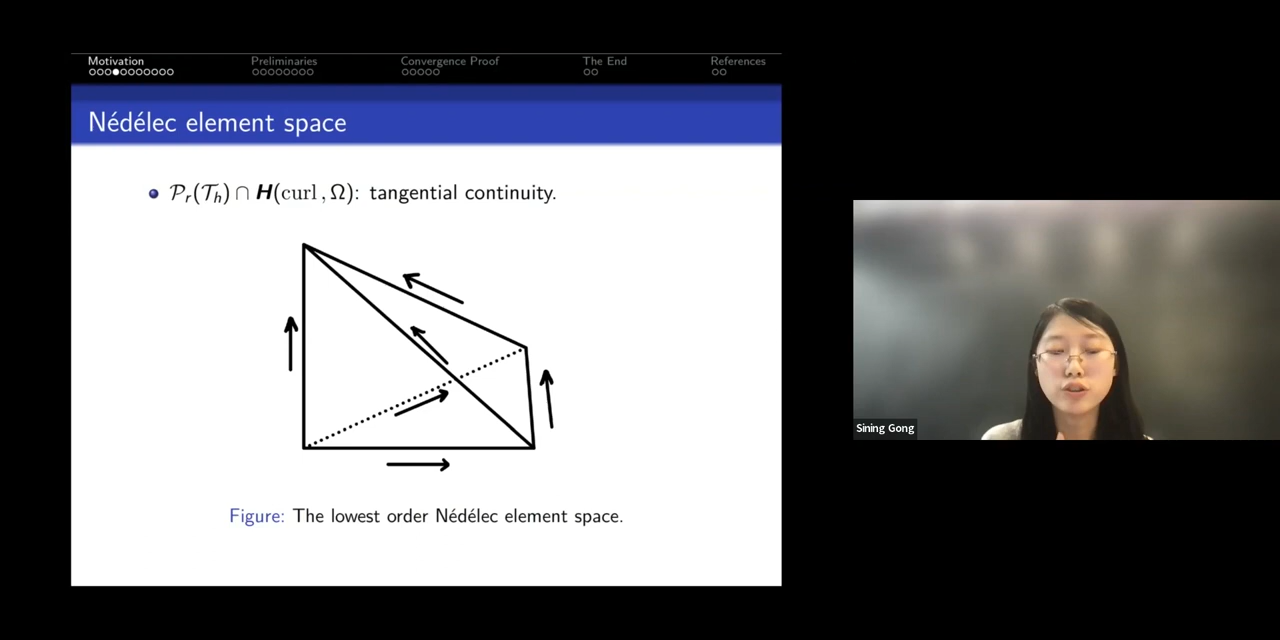 Motivation Preliminaries Convergence Proof The End References
Nédélec element space
𝒫r(𝒯h) ∩ H(curl, Ω): tangential continuity.
Figure: The lowest order Nédélec element space.
Sining Gong